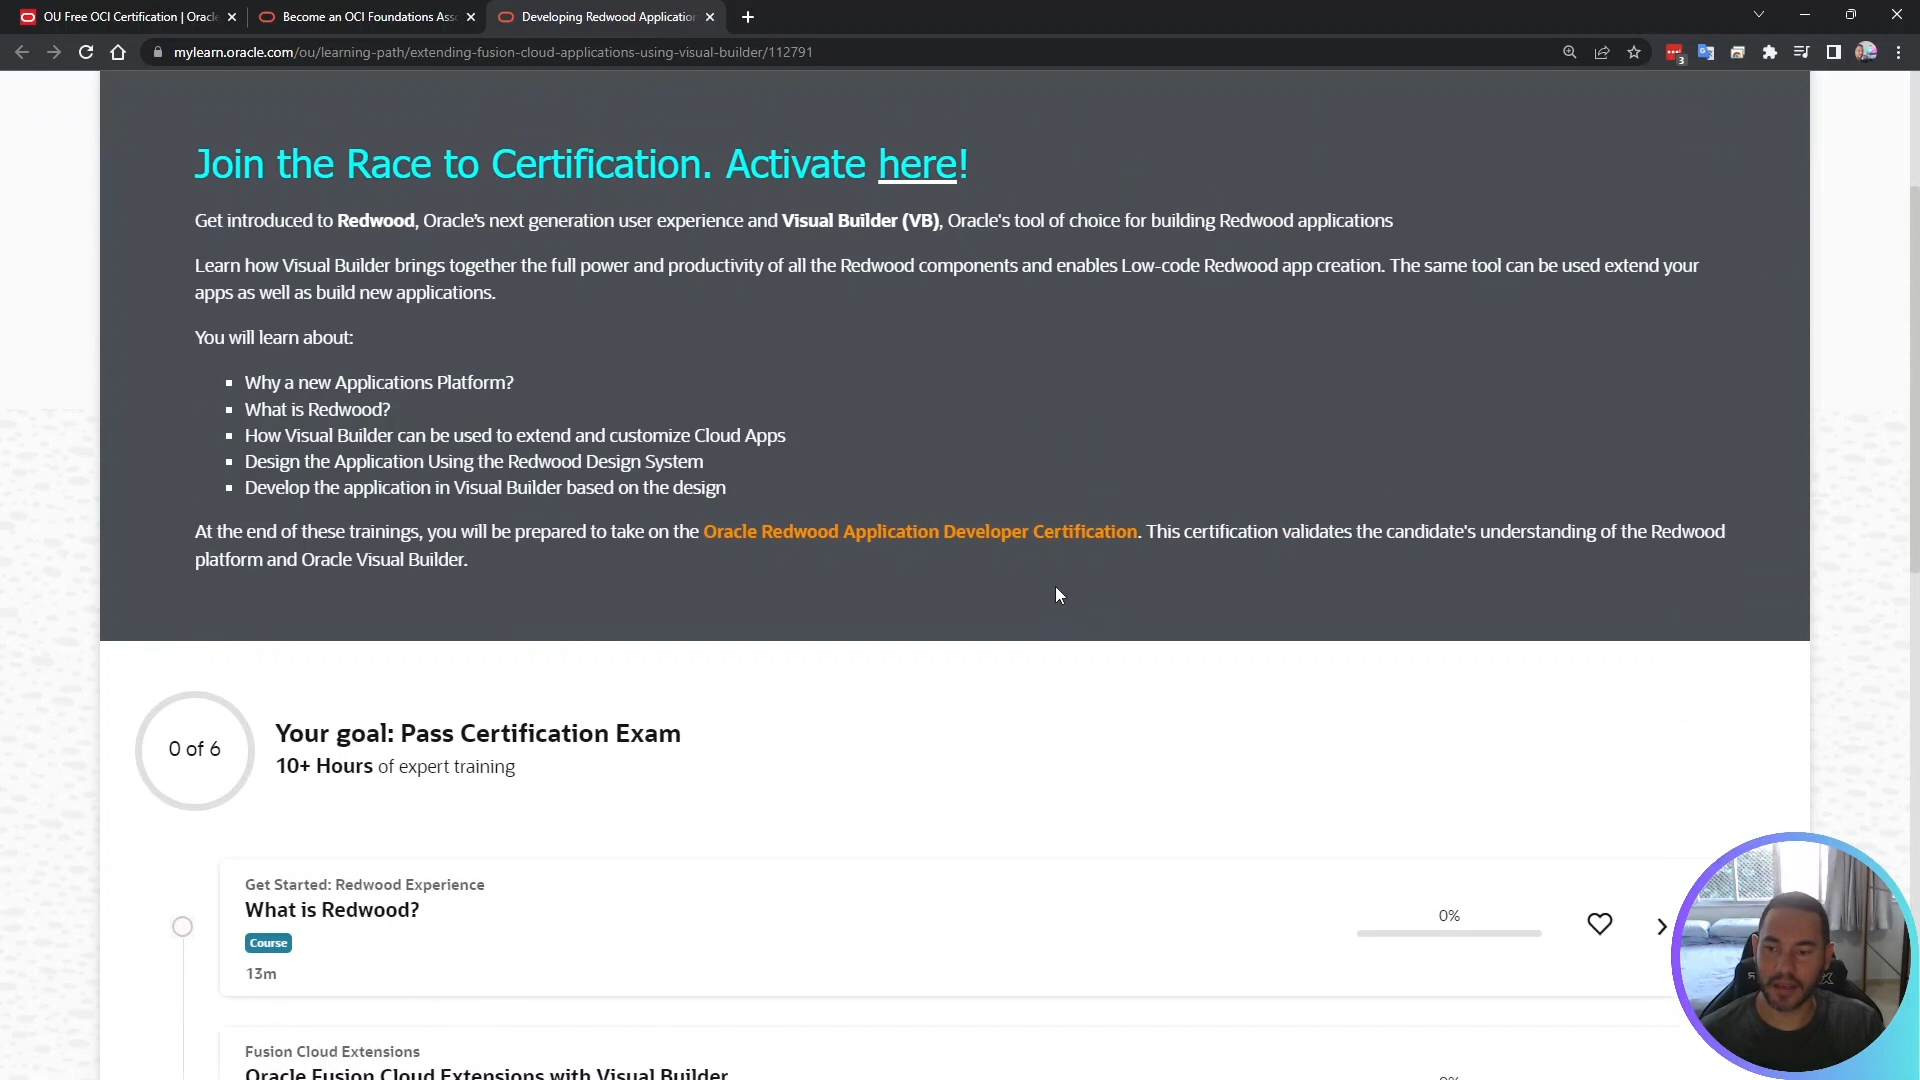 OU Free OCI Certification | Oracle
Become an OCI Foundations Asso
Developing Redwood Application
mylearn.oracle.com/ou/learning-path/extending-fusion-cloud-applications-using-visual-builder/112791
3
Join the Race to Certification. Activate here!
Get introduced to Redwood, Oracle's next generation user experience and Visual Builder (VB), Oracle's tool of choice for building Redwood applications
Learn how Visual Builder brings together the full power and productivity of all the Redwood components and enables Low-code Redwood app creation. The same tool can be used extend your
apps as well as build new applications.
You will learn about:
Why a new Applications Platform?
What is Redwood?
How Visual Builder can be used to extend and customize Cloud Apps
Design the Application Using the Redwood Design System
Develop the application in Visual Builder based on the design
At the end of these trainings, you will be prepared to take on the Oracle Redwood Application Developer Certification. This certification validates the candidate's understanding of the Redwood
platform and Oracle Visual Builder.
0 of 6
Your goal: Pass Certification Exam
10+ Hours of expert training
Get Started: Redwood Experience
What is Redwood?
Course
13m
0%
Fusion Cloud Extensions
Oracle Fusion Cloud Extensions with Visual Builder
0%